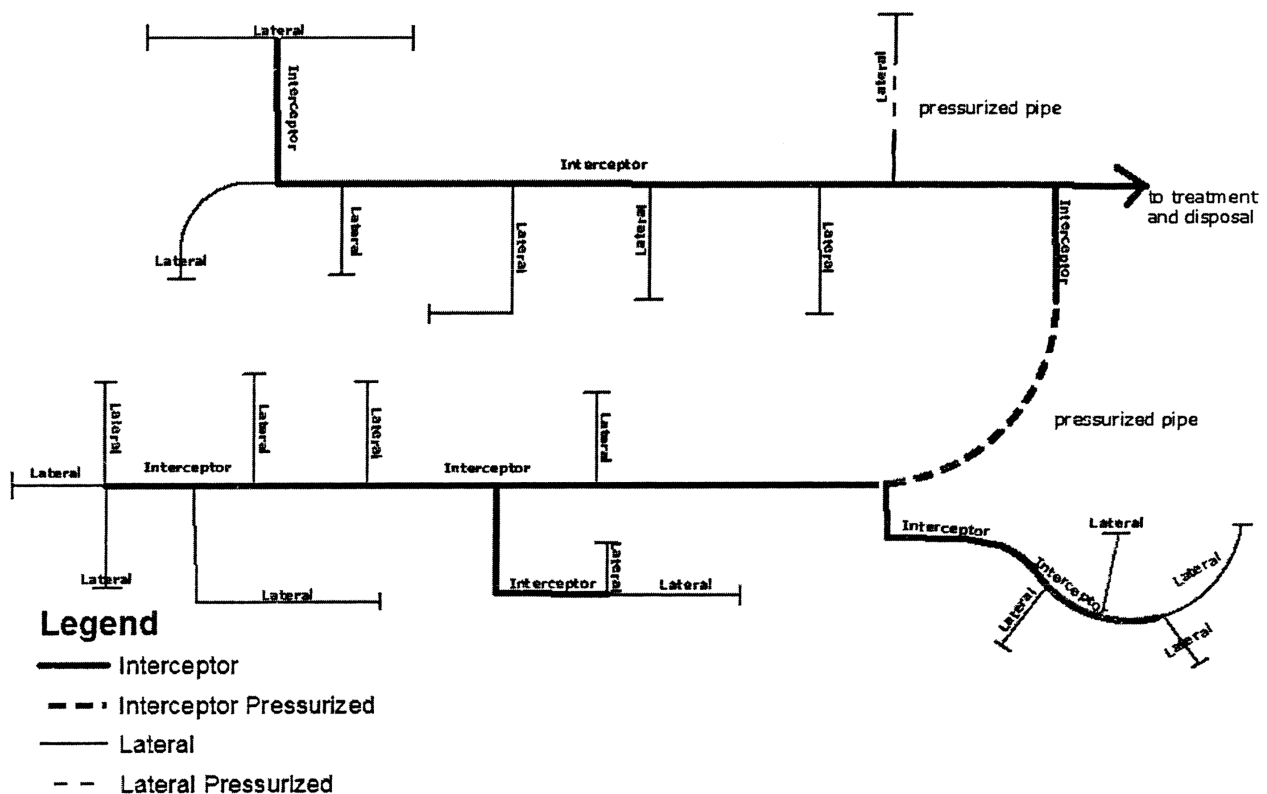 Lateral
Interceptor
Lateral
pressurized pipe
Interceptor
to treatment
and disposal
Lateral
Lateral
Lateral
Lateral
Lateral
Interceptor
pressurized pipe
Lateral
Lateral
Lateral
Lateral
Lateral
Interceptor
Interceptor
Lateral
Lateral
Interceptor
Lateral
Lateral
Interceptor
Interceptor
Lateral
Lateral
Lateral
Lateral
Legend
Interceptor
Interceptor Pressurized
Lateral
Lateral Pressurized